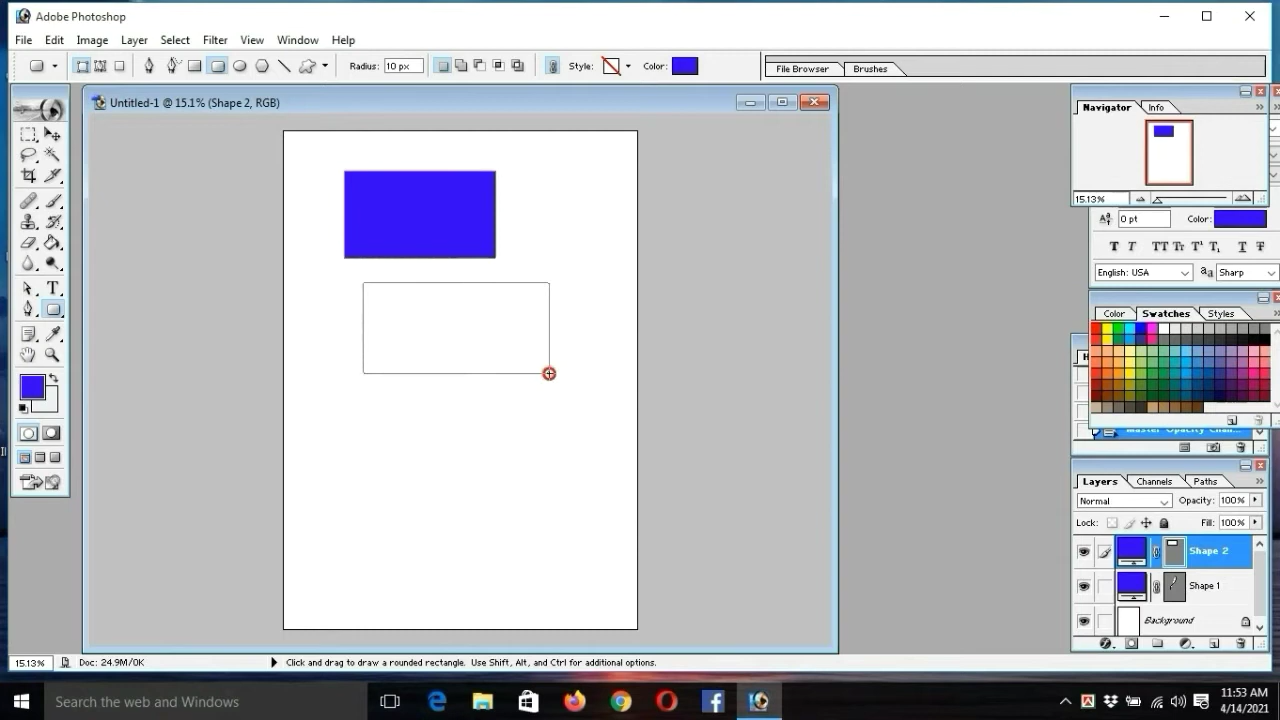 Adobe Photoshop
File Edit Image Layer Select Filter View Window Help
Radius: 10 px Style: Color: File Browser Brushes
Untitled-1 @ 15.1% (Shape 2, RGB)
Navigator Info
15.13%
0 pt Color:
T T TT Tr T¹ T₁ T T
English: USA aa Sharp
Color Swatches Styles
Layers Channels Paths
Normal Opacity: 100%
Lock: Fill: 100%
Shape 2
Shape 1
Background
15.13% Doc: 24.9M/0K Click and drag to draw a rounded rectangle. Use Shift, Alt, and Ctrl for additional options.
Search the web and Windows
11:53 AM
4/14/2021